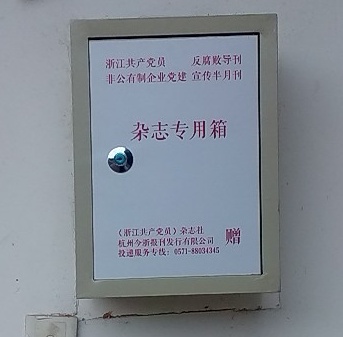 浙江共产党员 反腐败导刊
非公有制企业党建 宣传半月刊
杂志专用箱
《浙江共产党员》杂志社
杭州今浙报刊发行有限公司 赠
投递服务专线：0571-88034345